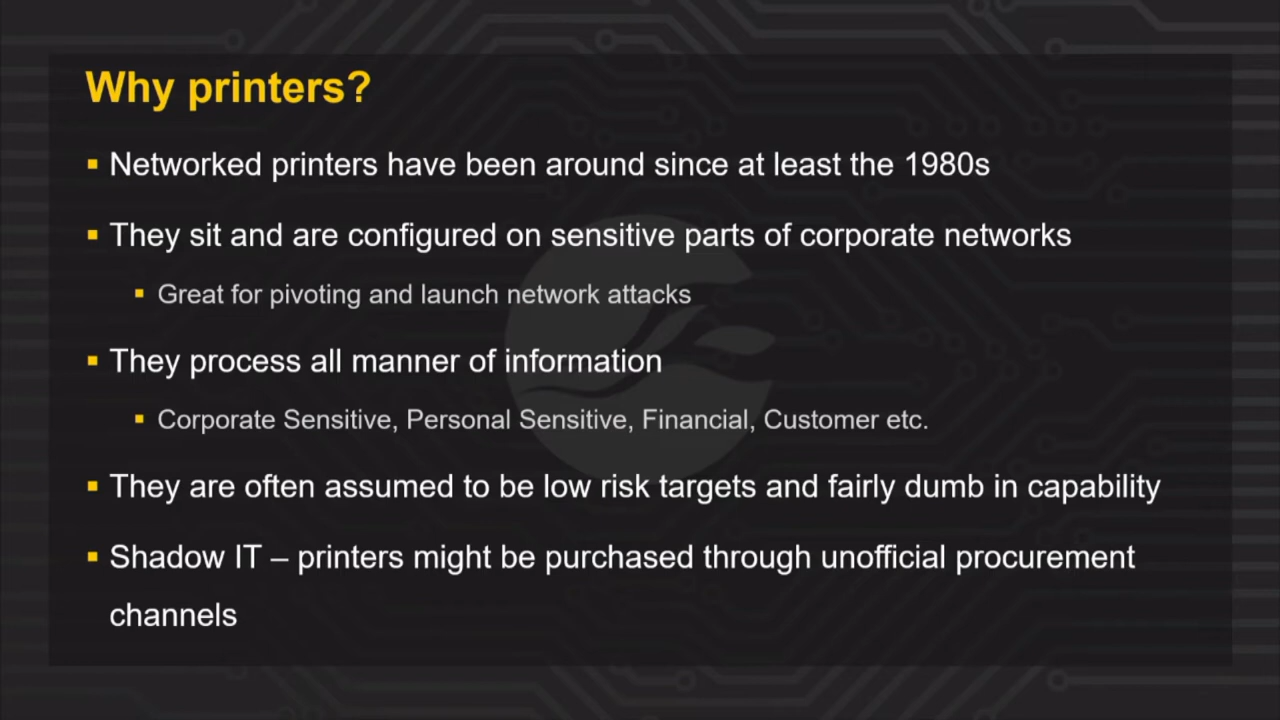 Why printers?
▪ Networked printers have been around since at least the 1980s
▪ They sit and are configured on sensitive parts of corporate networks
▪ Great for pivoting and launch network attacks
▪ They process all manner of information
▪ Corporate Sensitive, Personal Sensitive, Financial, Customer etc.
▪ They are often assumed to be low risk targets and fairly dumb in capability
▪ Shadow IT – printers might be purchased through unofficial procurement
channels